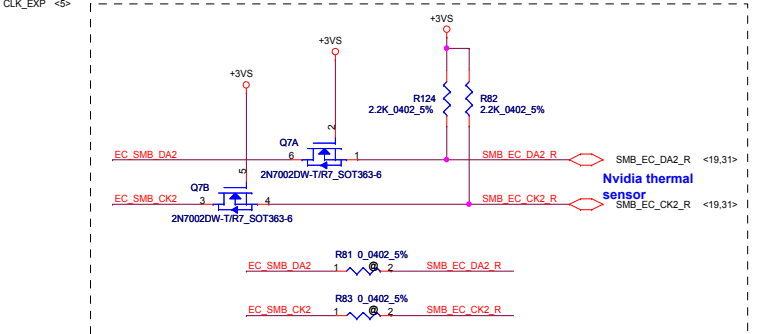 CLK_EXP <5>
+3VS
+3VS
+3VS
R124
2.2K_0402_5%
R82
2.2K_0402_5%
2
Q7A
EC_SMB_DA2
6
1
SMB_EC_DA2_R
SMB_EC_DA2_R <19,31>
2N7002DW-T/R7_SOT363-6
5
Nvidia thermal
sensor
Q7B
EC_SMB_CK2
3
4
SMB_EC_CK2_R
SMB_EC_CK2_R <19,31>
2N7002DW-T/R7_SOT363-6
R81 0_0402_5%
EC_SMB_DA2
1
@
2
SMB_EC_DA2_R
R83 0_0402_5%
EC_SMB_CK2
1
@
2
SMB_EC_CK2_R